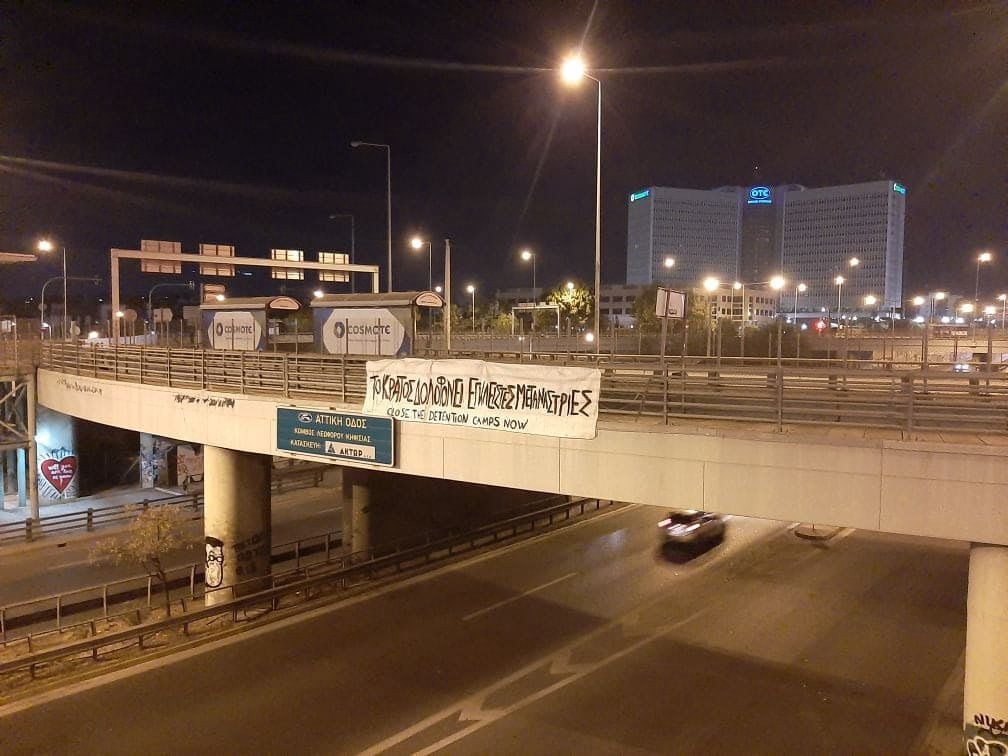 COSMOTE
OTE
COSMOTE
COSMOTE
ΤΟ ΚΡΑΤΟΣ ΔΟΛΟΦΟΝΕΙ ΕΓΚΛΕΙΣΤΕΣ ΜΕΤΑΝΑΣΤΡΙΕΣ
CLOSE THE DETENTION CAMPS NOW
ΑΤΤΙΚΗ ΟΔΟΣ
ΚΟΜΒΟΣ ΛΕΩΦΟΡΟΥ ΚΗΦΙΣΙΑΣ
ΚΑΤΑΣΚΕΥΗ: ΑΚΤΩΡ